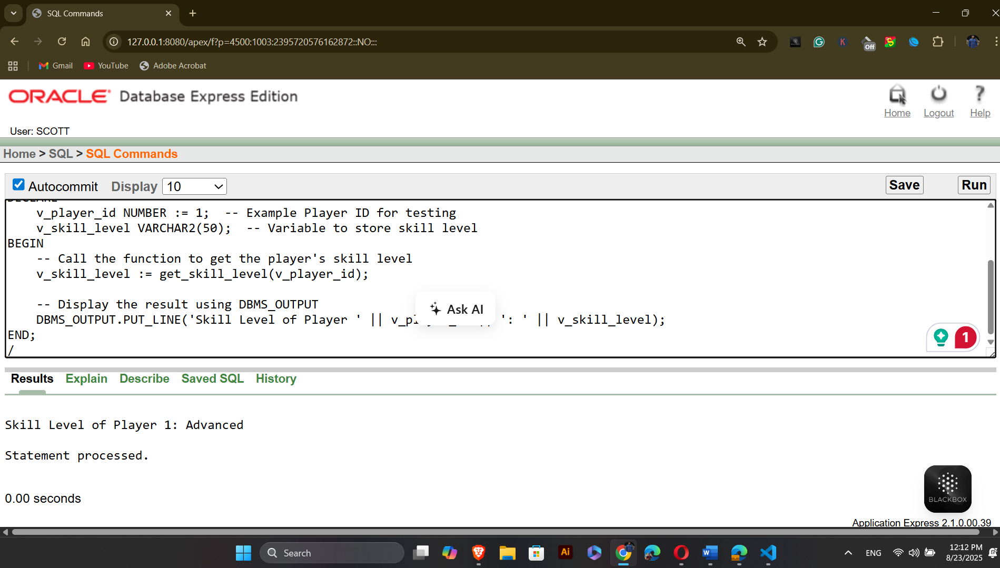 SQL Commands
127.0.0.1:8080/apex/f?p=4500:1003:2395720576162872::NO:::
K
Off
S
Gmail
YouTube
Adobe Acrobat
ORACLE Database Express Edition
Home
Logout
Help
User: SCOTT
Home > SQL > SQL Commands
Autocommit
Display 10
Save
Run
DECLARE
v_player_id NUMBER := 1;  -- Example Player ID for testing
v_skill_level VARCHAR2(50);  -- Variable to store skill level
BEGIN
-- Call the function to get the player's skill level
v_skill_level := get_skill_level(v_player_id);
-- Display the result using DBMS_OUTPUT
Ask AI
DBMS_OUTPUT.PUT_LINE('Skill Level of Player ' || ': ' || v_skill_level);
END;
/
1
Results
Explain
Describe
Saved SQL
History
Skill Level of Player 1: Advanced
Statement processed.
0.00 seconds
BLACKBOX
Application Express 2.1.0.00.39
Search
Ai
W
ENG
12:12 PM
8/23/2025